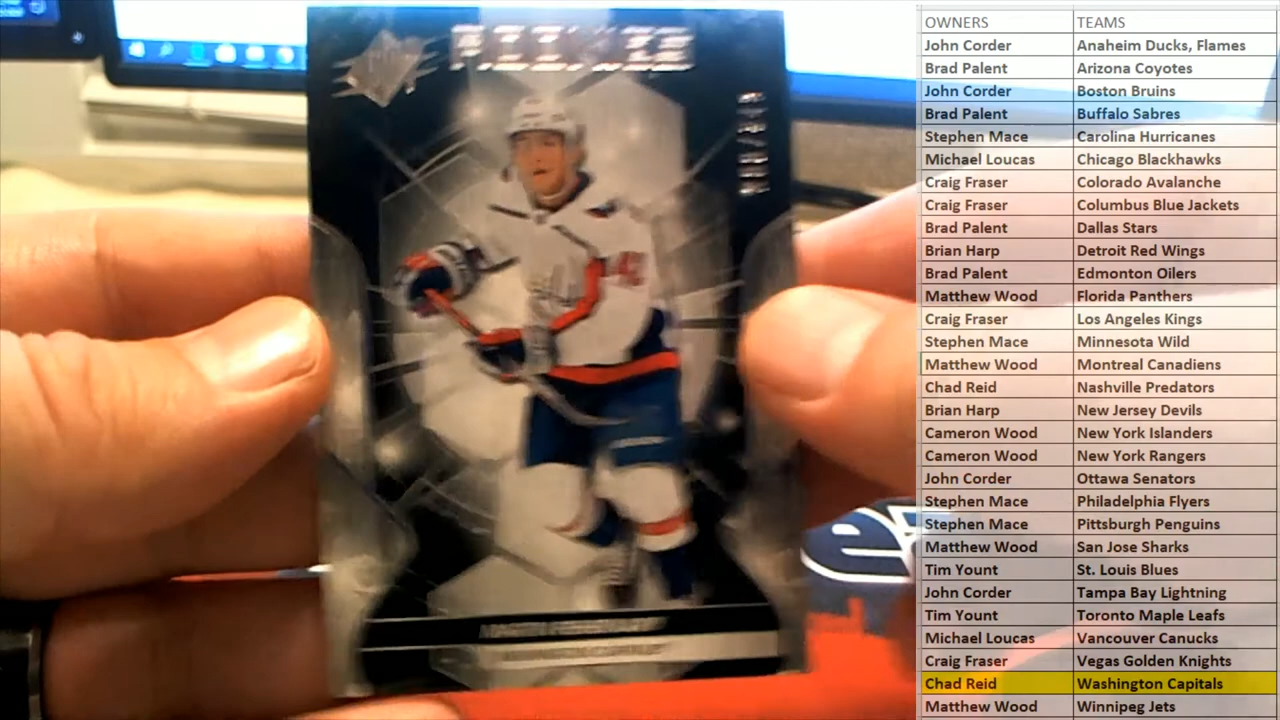 OWNERS TEAMS
John Corder Anaheim Ducks, Flames
Brad Palent Arizona Coyotes
John Corder Boston Bruins
Brad Palent Buffalo Sabres
Stephen Mace Carolina Hurricanes
Michael Loucas Chicago Blackhawks
Craig Fraser Colorado Avalanche
Craig Fraser Columbus Blue Jackets
Brad Palent Dallas Stars
Brian Harp Detroit Red Wings
Brad Palent Edmonton Oilers
Matthew Wood Florida Panthers
Craig Fraser Los Angeles Kings
Stephen Mace Minnesota Wild
Matthew Wood Montreal Canadiens
Chad Reid Nashville Predators
Brian Harp New Jersey Devils
Cameron Wood New York Islanders
Cameron Wood New York Rangers
John Corder Ottawa Senators
Stephen Mace Philadelphia Flyers
Stephen Mace Pittsburgh Penguins
Matthew Wood San Jose Sharks
Tim Yount St. Louis Blues
John Corder Tampa Bay Lightning
Tim Yount Toronto Maple Leafs
Michael Loucas Vancouver Canucks
Craig Fraser Vegas Golden Knights
Chad Reid Washington Capitals
Matthew Wood Winnipeg Jets